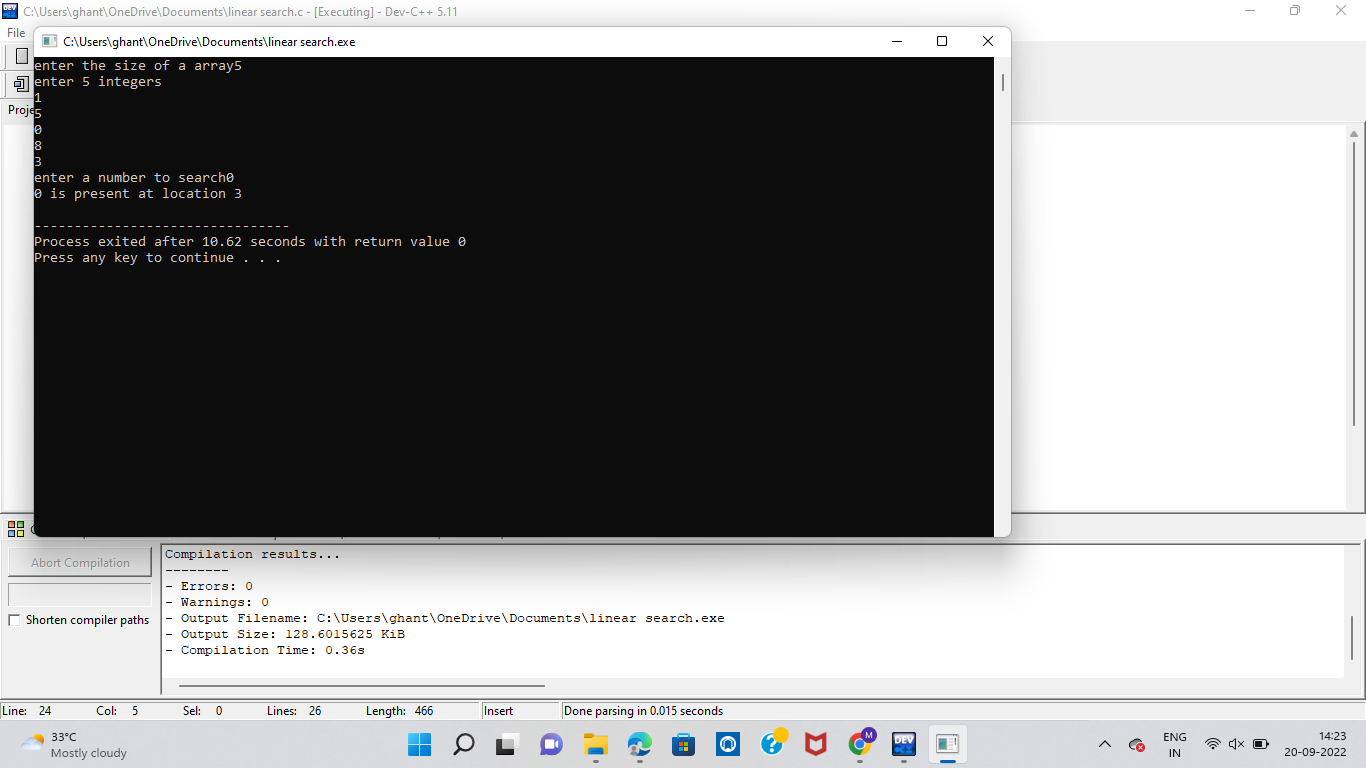 C:\Users\ghant\OneDrive\Documents\linear search.c - [Executing] - Dev-C++ 5.11
File
C:\Users\ghant\OneDrive\Documents\linear search.exe
enter the size of a array5
enter 5 integers
1
5
0
8
3
enter a number to search0
0 is present at location 3
--------------------------------
Process exited after 10.62 seconds with return value 0
Press any key to continue . . .
Abort Compilation
Shorten compiler paths
Compilation results...
--------
- Errors: 0
- Warnings: 0
- Output Filename: C:\Users\ghant\OneDrive\Documents\linear search.exe
- Output Size: 128.6015625 KiB
- Compilation Time: 0.36s
Line: 24 Col: 5 Sel: 0 Lines: 26 Length: 466 Insert Done parsing in 0.015 seconds
33°C
Mostly cloudy
M
DEV
ENG
IN
14:23
20-09-2022